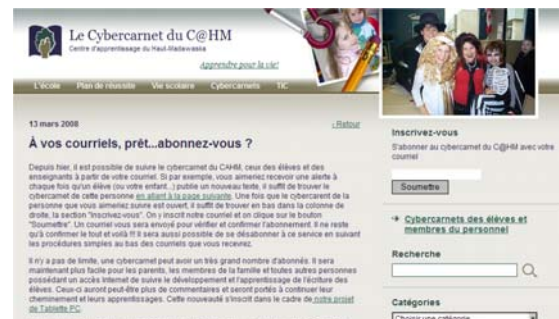 Le Cybercarnet du C@HM
Centre d'apprentissage du Haut-Madawaska
Apprendre pour la vie!
L'école Plan de réussite Vie scolaire Cybercarnets TIC
13 mars 2008
‹ Retour
À vos courriels, prêt...abonnez-vous ?
Depuis hier, il est possible de suivre le cybercarnet du CAHM, ceux des élèves et des
enseignants à partir de votre courriel. Si par exemple, vous aimeriez recevoir une alerte à
chaque fois qu'un élève (ou votre enfant...) publie un nouveau texte, il suffit de trouver le
cybercarnet de cette personne en allant à la page suivante. Une fois que le cybercarent de la
personne que vous aimeriez suivre est ouvert, il suffit de trouver en bas dans la colonne de
droite, la section "Inscrivez-vous". On y inscrit notre courriel et on clique sur le bouton
"Soumettre". Un courriel vous sera envoyé pour vérifier et confirmer l'abonnement. Il ne reste
qu'à confirmer le tout et voilà !!! Il sera aussi possible de se désabonner à ce service en suivant
les procédures simples au bas des courriels que vous recevrez.
Il n'y a pas de limite, une cybercarnet peut avoir un très grand nombre d'abonnés. Il sera
maintenant plus facile pour les parents, les membres de la famille et toutes autres personnes
possédant un accès Internet de suivre le développement et l'apprentissage de l'écriture des
élèves. Ceux-ci auront peut-être plus de commentaires et seront portés à continuer leur
cheminement et leurs apprentissages. Cette nouveauté s'inscrit dans le cadre de notre projet
de Tablette PC.
Inscrivez-vous
S'abonner au cybercarnet du C@HM avec votre
courriel
Soumettre
Cybercarnets des élèves et
membres du personnel
Recherche
Catégories
Choisir une catégorie